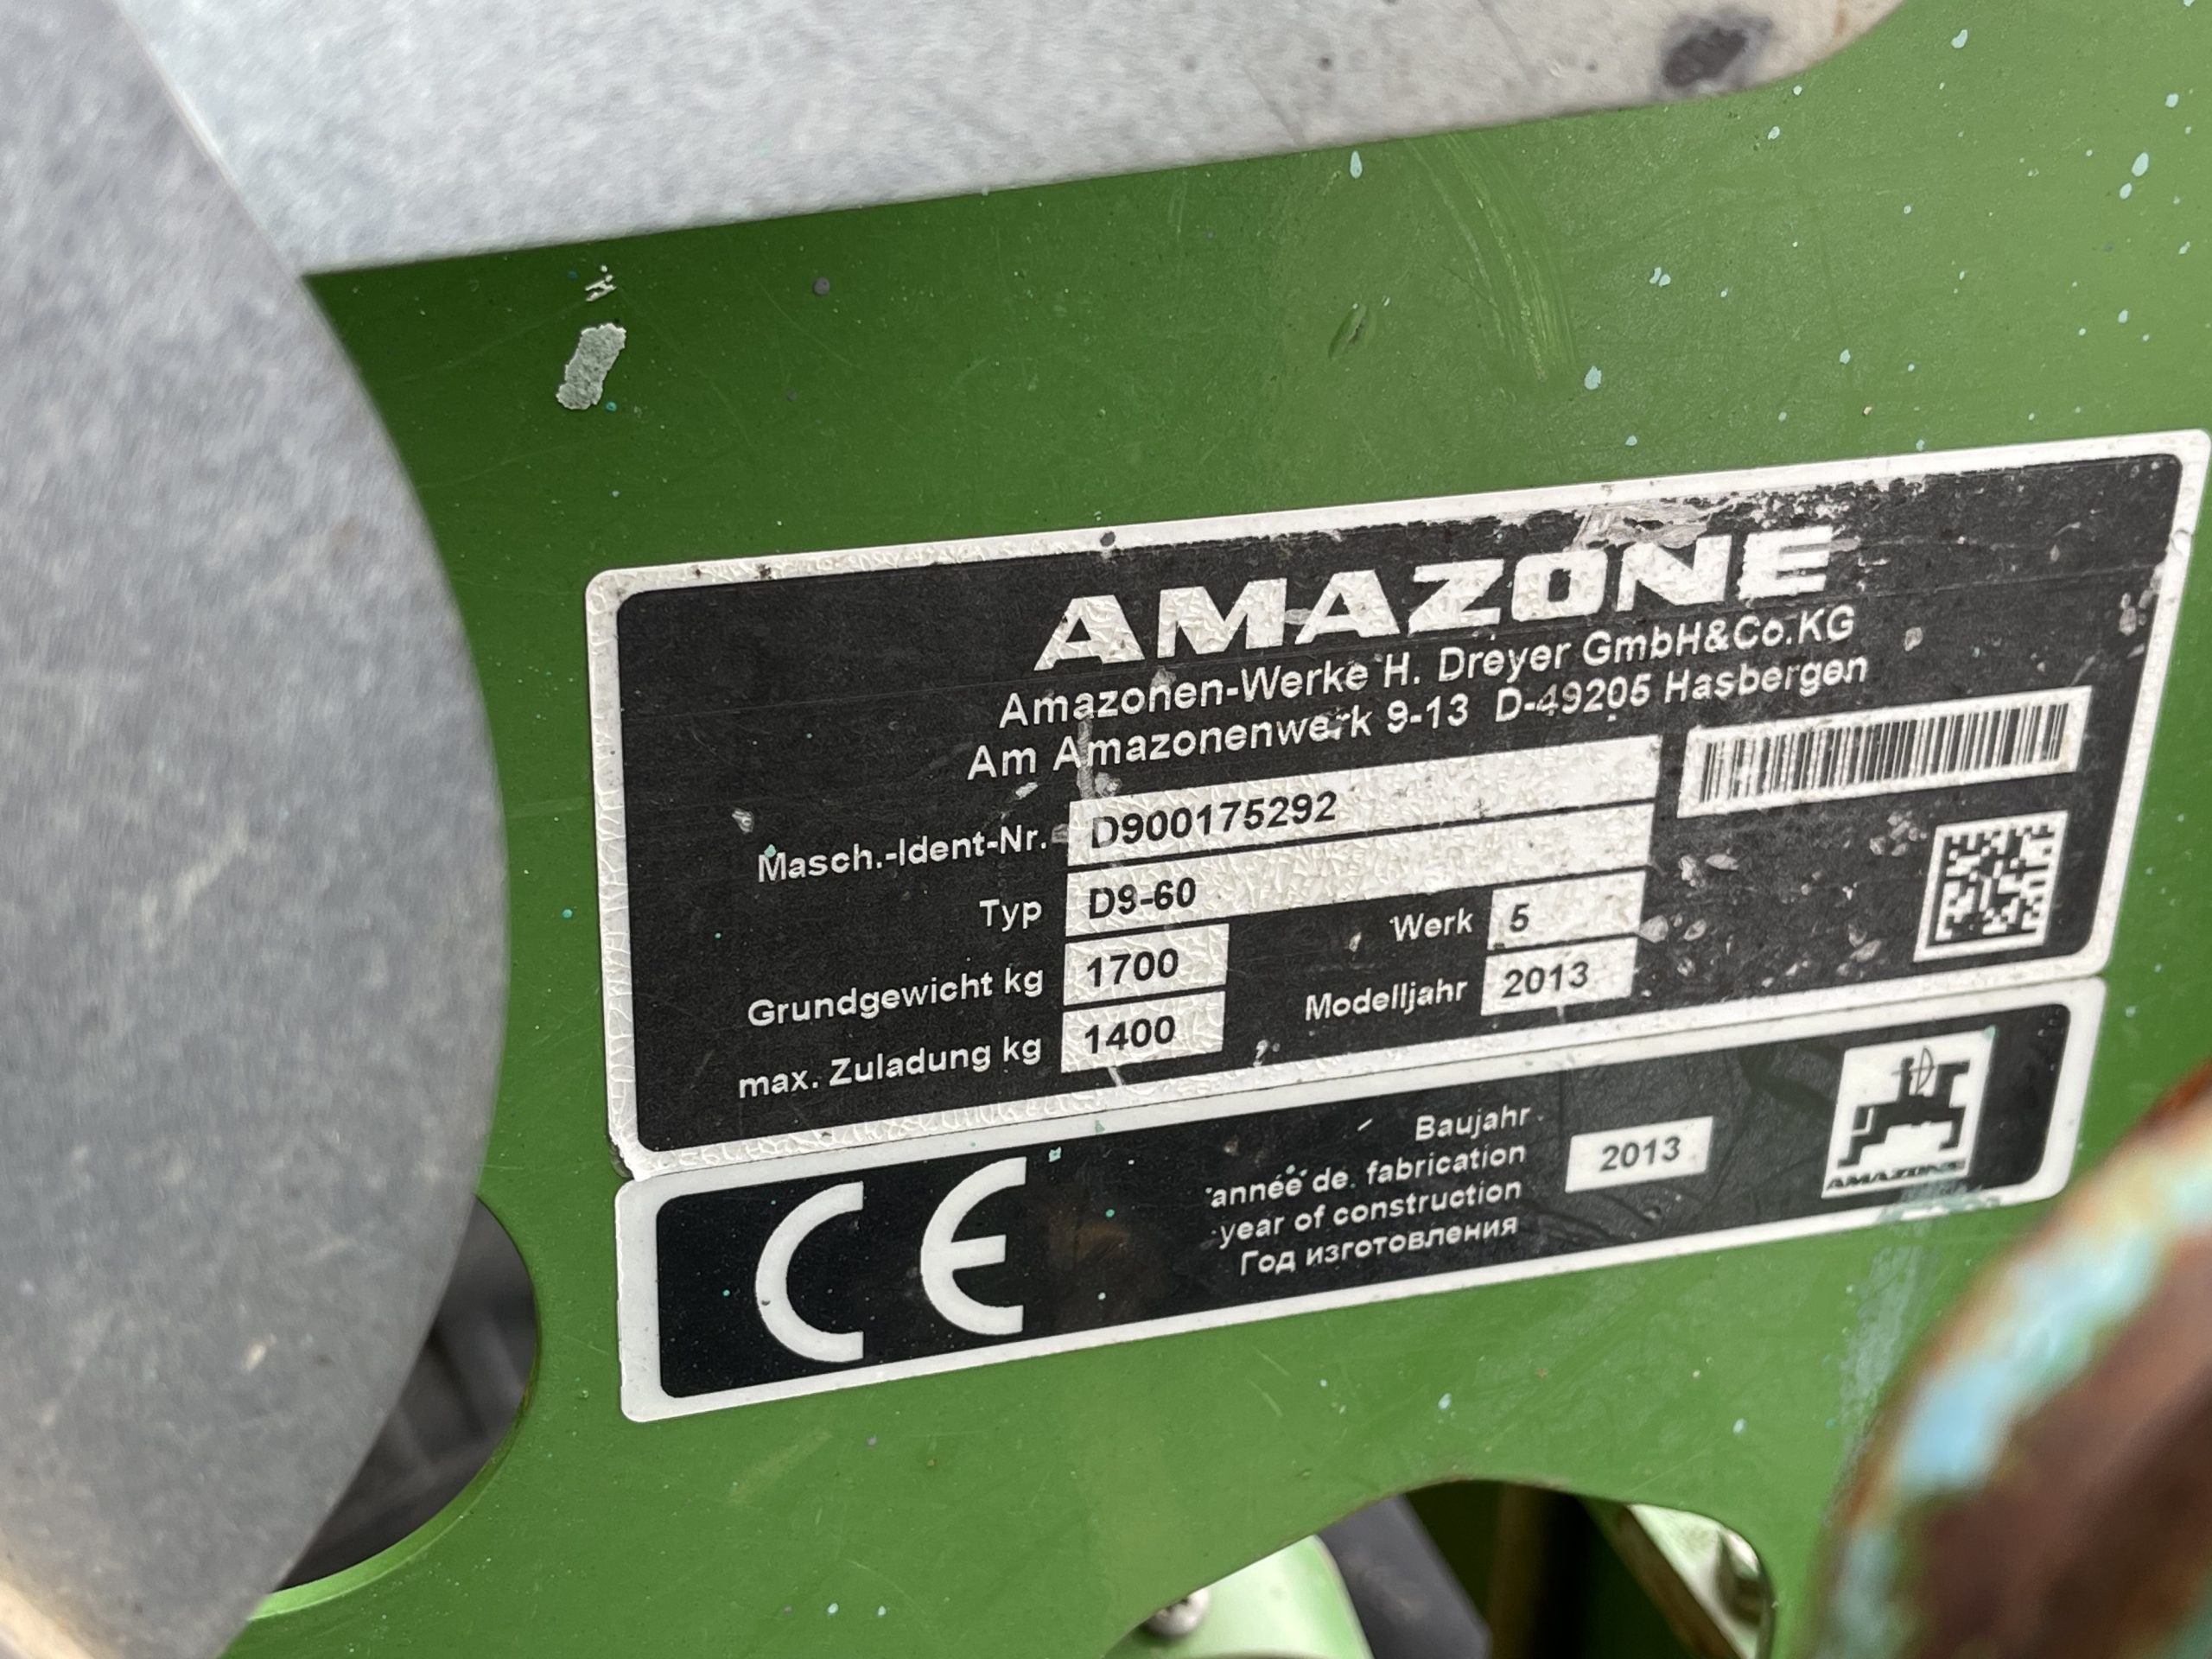 AMAZONE
Amazonen-Werke H. Dreyer GmbH&Co.KG
Am Amazonenwerk 9-13 D-49205 Hasbergen
Masch.-Ident-Nr. D900175292
Typ D9-60
Werk 5
Grundgewicht kg 1700
Modelljahr 2013
max. Zuladung kg 1400
CE
Baujahr
année de fabrication
year of construction
Год изготовления
2013
AMAZONE